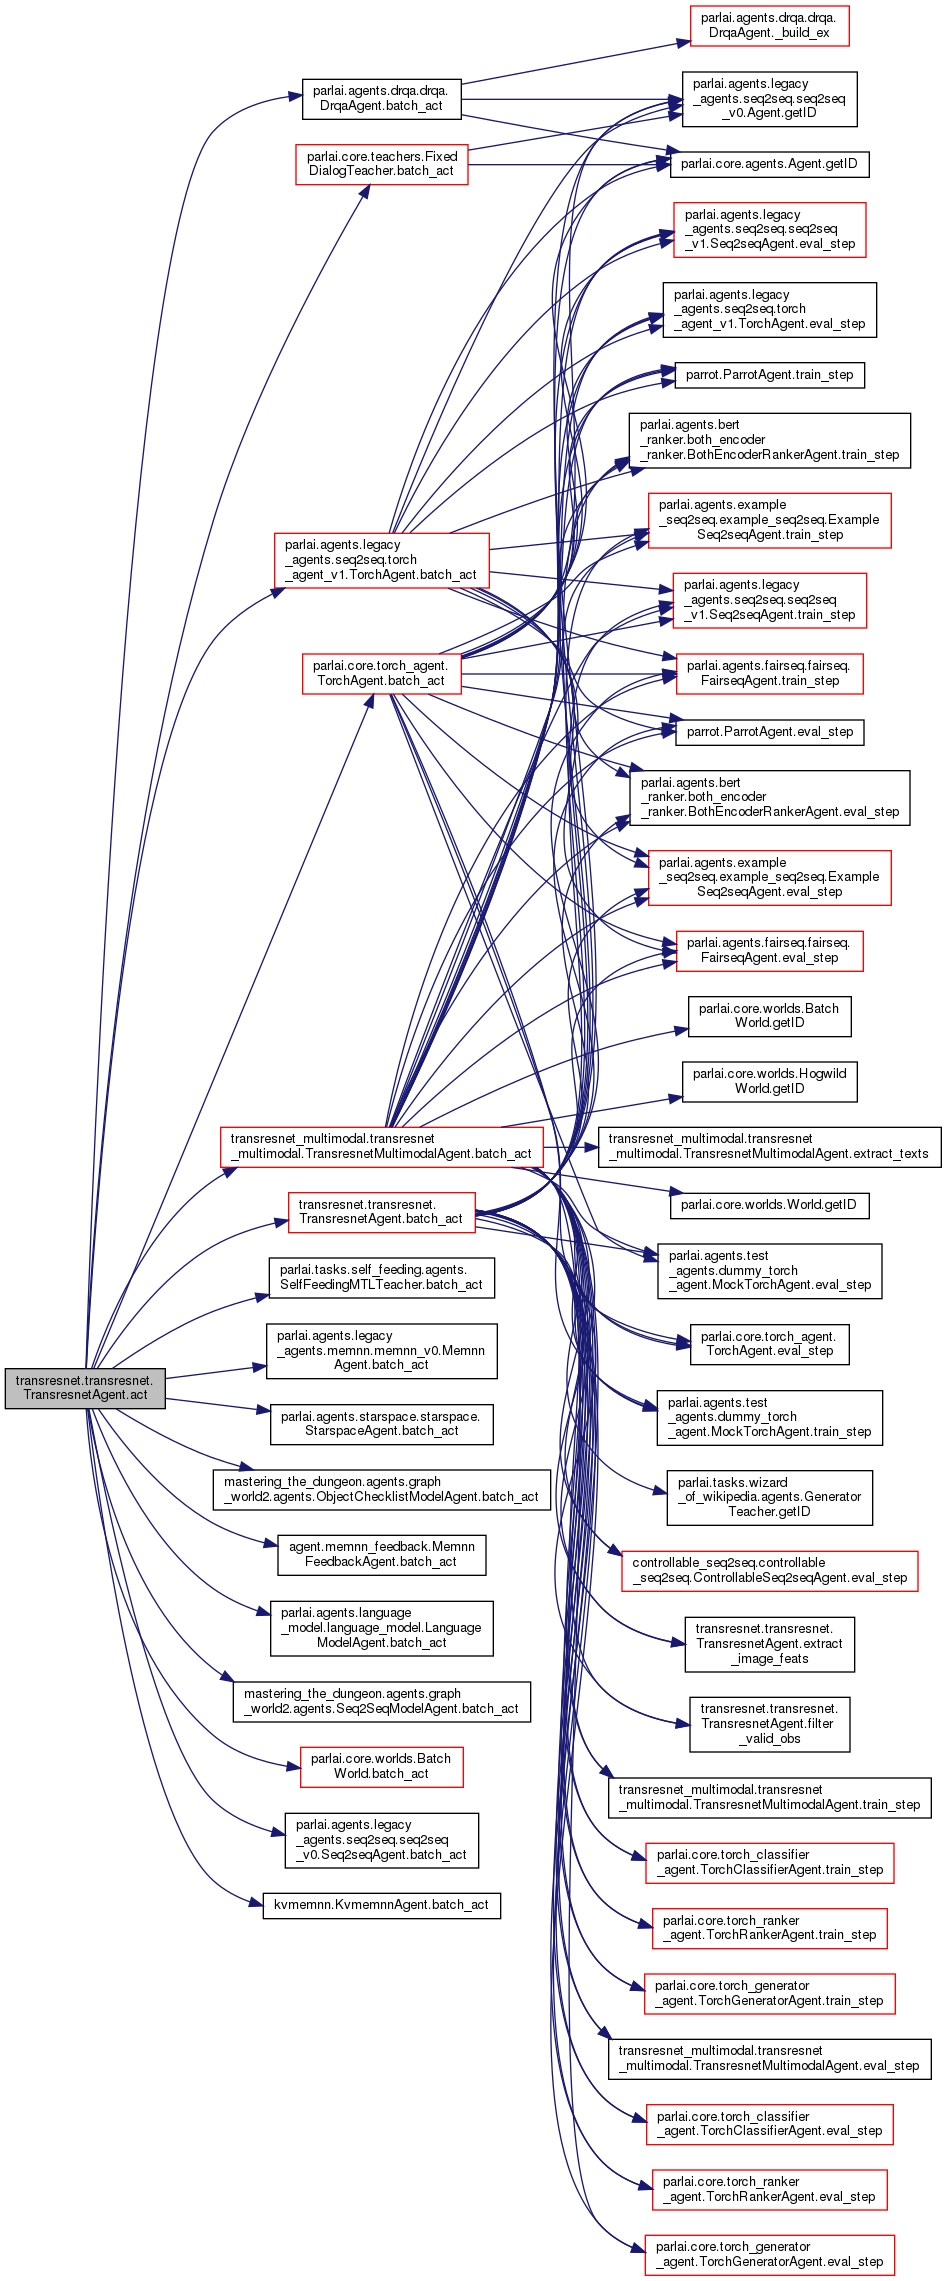 transresnet.transresnet.
TransresnetAgent.act
parlai.agents.drqa.drqa.
DrqaAgent.batch_act
parlai.core.teachers.Fixed
DialogTeacher.batch_act
parlai.agents.legacy
_agents.seq2seq.torch
_agent_v1.TorchAgent.batch_act
parlai.core.torch_agent.
TorchAgent.batch_act
transresnet_multimodal.transresnet
_multimodal.TransresnetMultimodalAgent.batch_act
transresnet.transresnet.
TransresnetAgent.batch_act
parlai.tasks.self_feeding.agents.
SelfFeedingMTLTeacher.batch_act
parlai.agents.legacy
_agents.memnn.memnn_v0.Memnn
Agent.batch_act
parlai.agents.starspace.starspace.
StarspaceAgent.batch_act
mastering_the_dungeon.agents.graph
_world2.agents.ObjectChecklistModelAgent.batch_act
agent.memnn_feedback.Memnn
FeedbackAgent.batch_act
parlai.agents.language
_model.language_model.Language
ModelAgent.batch_act
mastering_the_dungeon.agents.graph
_world2.agents.Seq2SeqModelAgent.batch_act
parlai.core.worlds.Batch
World.batch_act
parlai.agents.legacy
_agents.seq2seq.seq2seq
_v0.Seq2seqAgent.batch_act
kvmemnn.KvmemnnAgent.batch_act
parlai.agents.drqa.drqa.
DrqaAgent._build_ex
parlai.agents.legacy
_agents.seq2seq.seq2seq
_v0.Agent.getID
parlai.core.agents.Agent.getID
parlai.agents.legacy
_agents.seq2seq.seq2seq
_v1.Seq2seqAgent.eval_step
parlai.agents.legacy
_agents.seq2seq.torch
_agent_v1.TorchAgent.eval_step
parrot.ParrotAgent.train_step
parlai.agents.bert
_ranker.both_encoder
_ranker.BothEncoderRankerAgent.train_step
parlai.agents.example
_seq2seq.example_seq2seq.Example
Seq2seqAgent.train_step
parlai.agents.legacy
_agents.seq2seq.seq2seq
_v1.Seq2seqAgent.train_step
parlai.agents.fairseq.fairseq.
FairseqAgent.train_step
parrot.ParrotAgent.eval_step
parlai.agents.bert
_ranker.both_encoder
_ranker.BothEncoderRankerAgent.eval_step
parlai.agents.example
_seq2seq.example_seq2seq.Example
Seq2seqAgent.eval_step
parlai.agents.fairseq.fairseq.
FairseqAgent.eval_step
parlai.core.worlds.Batch
World.getID
parlai.core.worlds.Hogwild
World.getID
transresnet_multimodal.transresnet
_multimodal.TransresnetMultimodalAgent.extract_texts
parlai.core.worlds.World.getID
parlai.agents.test
_agents.dummy_torch
_agent.MockTorchAgent.eval_step
parlai.core.torch_agent.
TorchAgent.eval_step
parlai.agents.test
_agents.dummy_torch
_agent.MockTorchAgent.train_step
parlai.tasks.wizard
_of_wikipedia.agents.Generator
Teacher.getID
controllable_seq2seq.controllable
_seq2seq.ControllableSeq2seqAgent.eval_step
transresnet.transresnet.
TransresnetAgent.extract
_image_feats
transresnet.transresnet.
TransresnetAgent.filter
_valid_obs
transresnet_multimodal.transresnet
_multimodal.TransresnetMultimodalAgent.train_step
parlai.core.torch_classifier
_agent.TorchClassifierAgent.train_step
parlai.core.torch_ranker
_agent.TorchRankerAgent.train_step
parlai.core.torch_generator
_agent.TorchGeneratorAgent.train_step
transresnet_multimodal.transresnet
_multimodal.TransresnetMultimodalAgent.eval_step
parlai.core.torch_classifier
_agent.TorchClassifierAgent.eval_step
parlai.core.torch_ranker
_agent.TorchRankerAgent.eval_step
parlai.core.torch_generator
_agent.TorchGeneratorAgent.eval_step